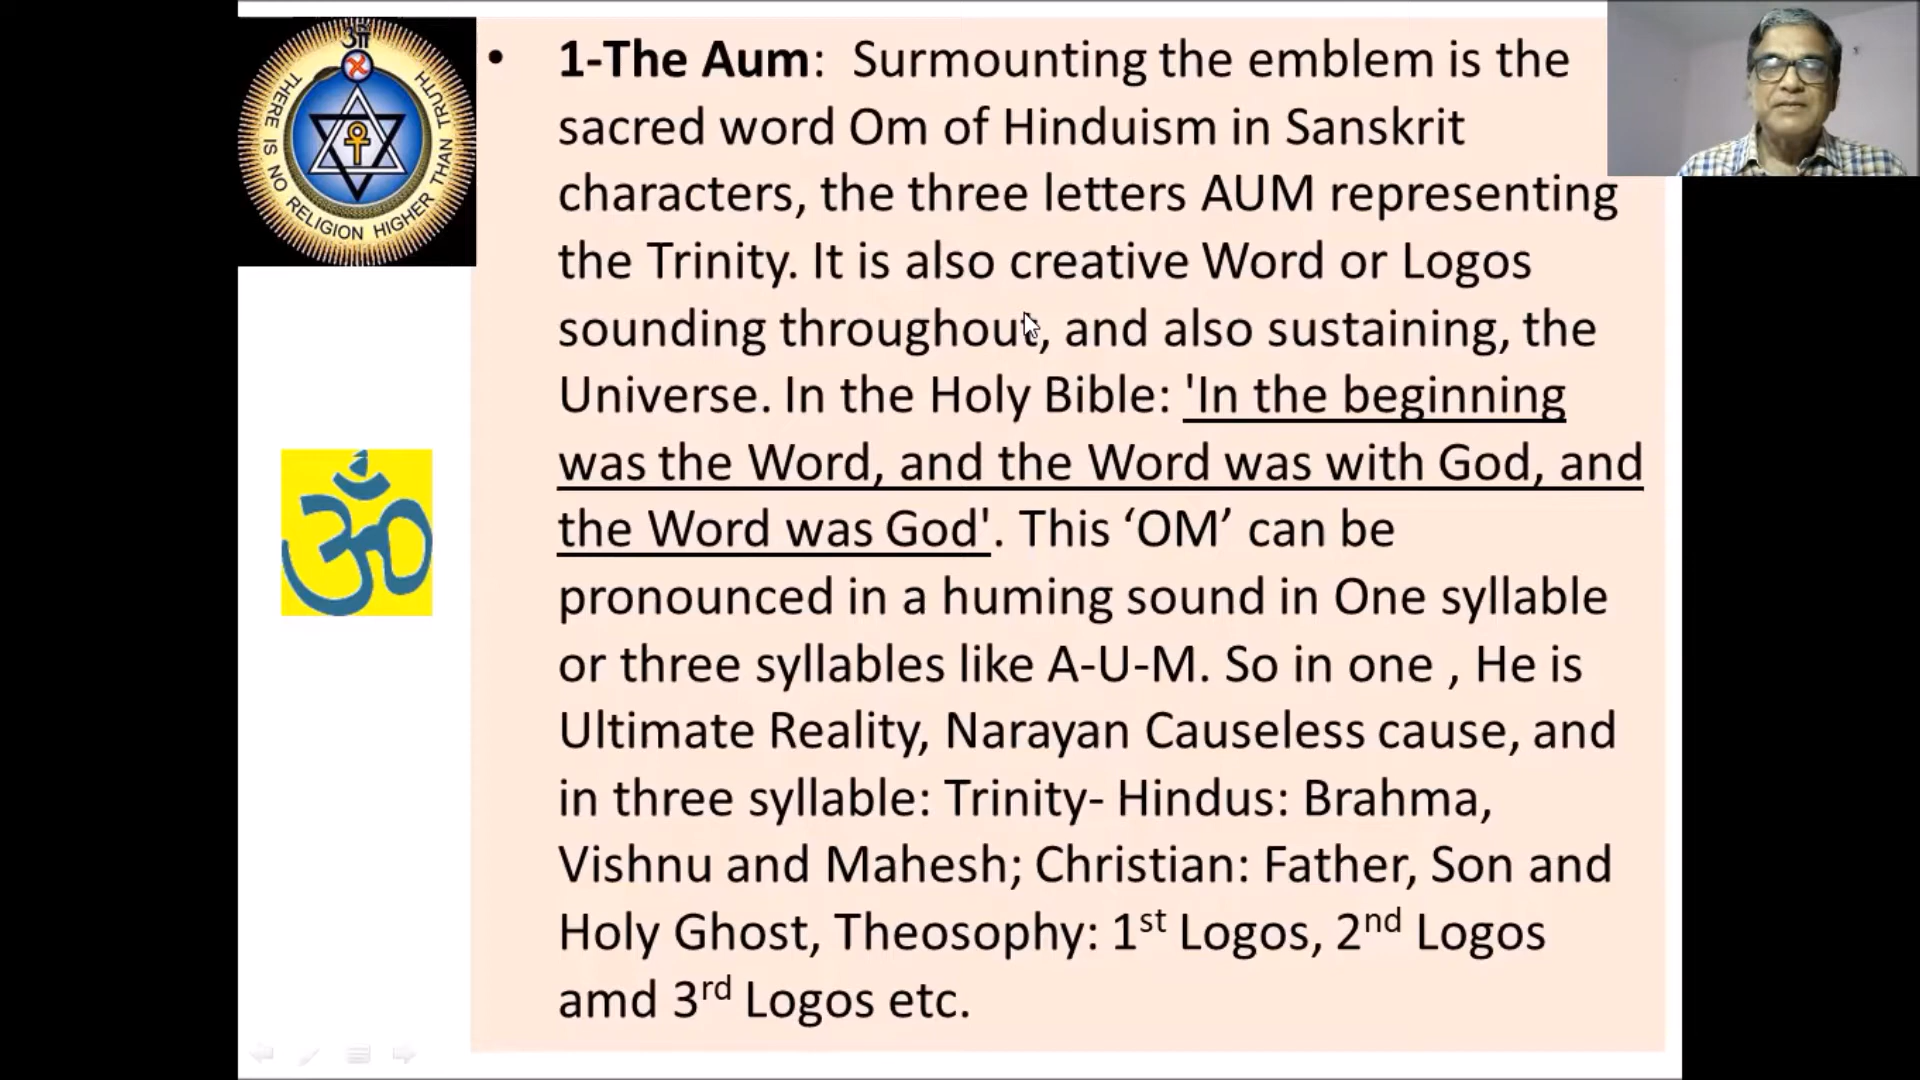 ओम्
THERE IS NO RELIGION HIGHER THAN TRUTH
ॐ
• 1-The Aum: Surmounting the emblem is the
sacred word Om of Hinduism in Sanskrit
characters, the three letters AUM representing
the Trinity. It is also creative Word or Logos
sounding throughout, and also sustaining, the
Universe. In the Holy Bible: 'In the beginning
was the Word, and the Word was with God, and
the Word was God'. This ‘OM’ can be
pronounced in a huming sound in One syllable
or three syllables like A-U-M. So in one , He is
Ultimate Reality, Narayan Causeless cause, and
in three syllable: Trinity- Hindus: Brahma,
Vishnu and Mahesh; Christian: Father, Son and
Holy Ghost, Theosophy: 1st Logos, 2nd Logos
amd 3rd Logos etc.